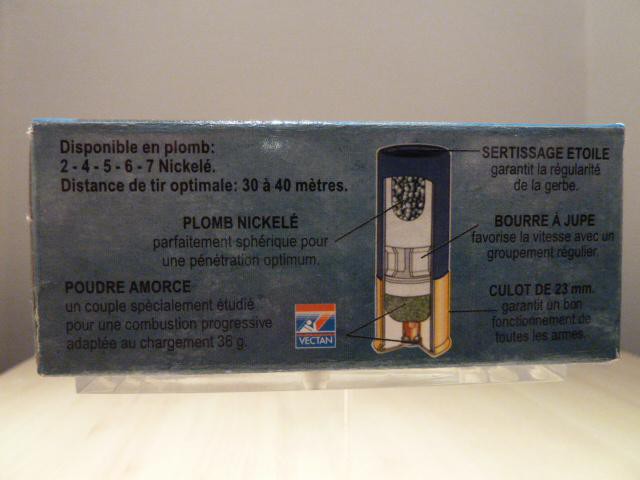 Disponible en plomb:
2 - 4 - 5 - 6 - 7 Nickelé.
Distance de tir optimale: 30 à 40 mètres.
PLOMB NICKELÉ
parfaitement sphérique pour
une pénétration optimum.
POUDRE AMORCE
un couple spécialement étudié
pour une combustion progressive
adaptée au chargement 36 g.
VECTAN
SERTISSAGE ETOILE
garantit la régularité
de la gerbe.
BOURRE À JUPE
favorise la vitesse avec un
groupement régulier.
CULOT DE 23 mm.
garantit un bon
fonctionnement de
toutes les armes.